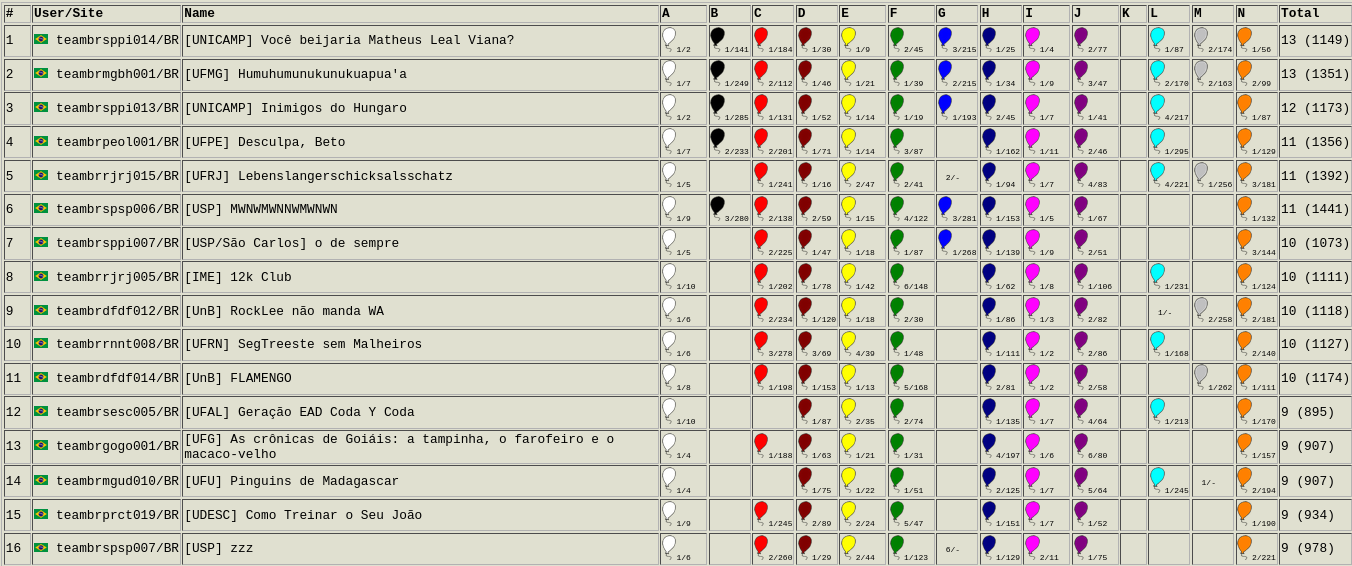 # User/Site Name A B C D E F G H I J K L M N Total
1 teambrsppi014/BR [UNICAMP] Você beijaria Matheus Leal Viana? 1/2 1/141 1/184 1/30 1/9 2/45 3/215 1/25 1/4 2/77 1/87 2/174 1/56 13 (1149)
2 teambrmgbh001/BR [UFMG] Humuhumunukunukuapua'a 1/7 1/249 2/112 1/46 1/21 1/39 2/215 1/34 1/9 3/47 2/170 2/163 2/99 13 (1351)
3 teambrsppi013/BR [UNICAMP] Inimigos do Hungaro 1/2 1/285 1/131 1/52 1/14 1/19 1/193 2/45 1/7 1/41 4/217 1/87 12 (1173)
4 teambrpeol001/BR [UFPE] Desculpa, Beto 1/7 2/233 2/201 1/71 1/14 3/87 1/162 1/11 2/46 1/295 1/129 11 (1356)
5 teambrrjrj015/BR [UFRJ] Lebenslangerschicksalsschatz 1/5 1/241 1/16 2/47 2/41 2/- 1/94 1/7 4/83 4/221 1/256 3/181 11 (1392)
6 teambrspsp006/BR [USP] MWNWMWNNWMWNWN 1/9 3/280 2/138 2/59 1/15 4/122 3/281 1/153 1/5 1/67 1/132 11 (1441)
7 teambrsppi007/BR [USP/São Carlos] o de sempre 1/5 2/225 1/47 1/18 1/87 1/268 1/139 1/9 2/51 3/144 10 (1073)
8 teambrrjrj005/BR [IME] 12k Club 1/10 1/202 1/78 1/42 6/148 1/62 1/8 1/106 1/231 1/124 10 (1111)
9 teambrdfdf012/BR [UnB] RockLee não manda WA 1/6 2/234 1/120 1/18 2/30 1/86 1/3 2/82 1/- 2/258 2/181 10 (1118)
10 teambrrnnt008/BR [UFRN] SegTreeste sem Malheiros 1/6 3/278 3/69 4/39 1/48 1/111 1/2 2/86 1/168 2/140 10 (1127)
11 teambrdfdf014/BR [UnB] FLAMENGO 1/8 1/198 1/153 1/13 5/168 2/81 1/2 2/58 1/262 1/111 10 (1174)
12 teambrsesc005/BR [UFAL] Geração EAD Coda Y Coda 1/10 1/87 2/35 2/74 1/135 1/7 4/64 1/213 1/170 9 (895)
13 teambrgogo001/BR [UFG] As crônicas de Goiáis: a tampinha, o farofeiro e o
macaco-velho 1/4 1/188 1/63 1/21 1/31 4/197 1/6 6/80 1/157 9 (907)
14 teambrmgud010/BR [UFU] Pinguins de Madagascar 1/4 1/75 1/22 1/51 2/125 1/7 5/64 1/245 1/- 2/194 9 (907)
15 teambrprct019/BR [UDESC] Como Treinar o Seu João 1/9 1/245 2/89 2/24 5/47 1/151 1/7 1/52 1/190 9 (934)
16 teambrspsp007/BR [USP] zzz 1/6 2/260 1/29 2/44 1/123 6/- 1/129 2/11 1/75 2/221 9 (978)